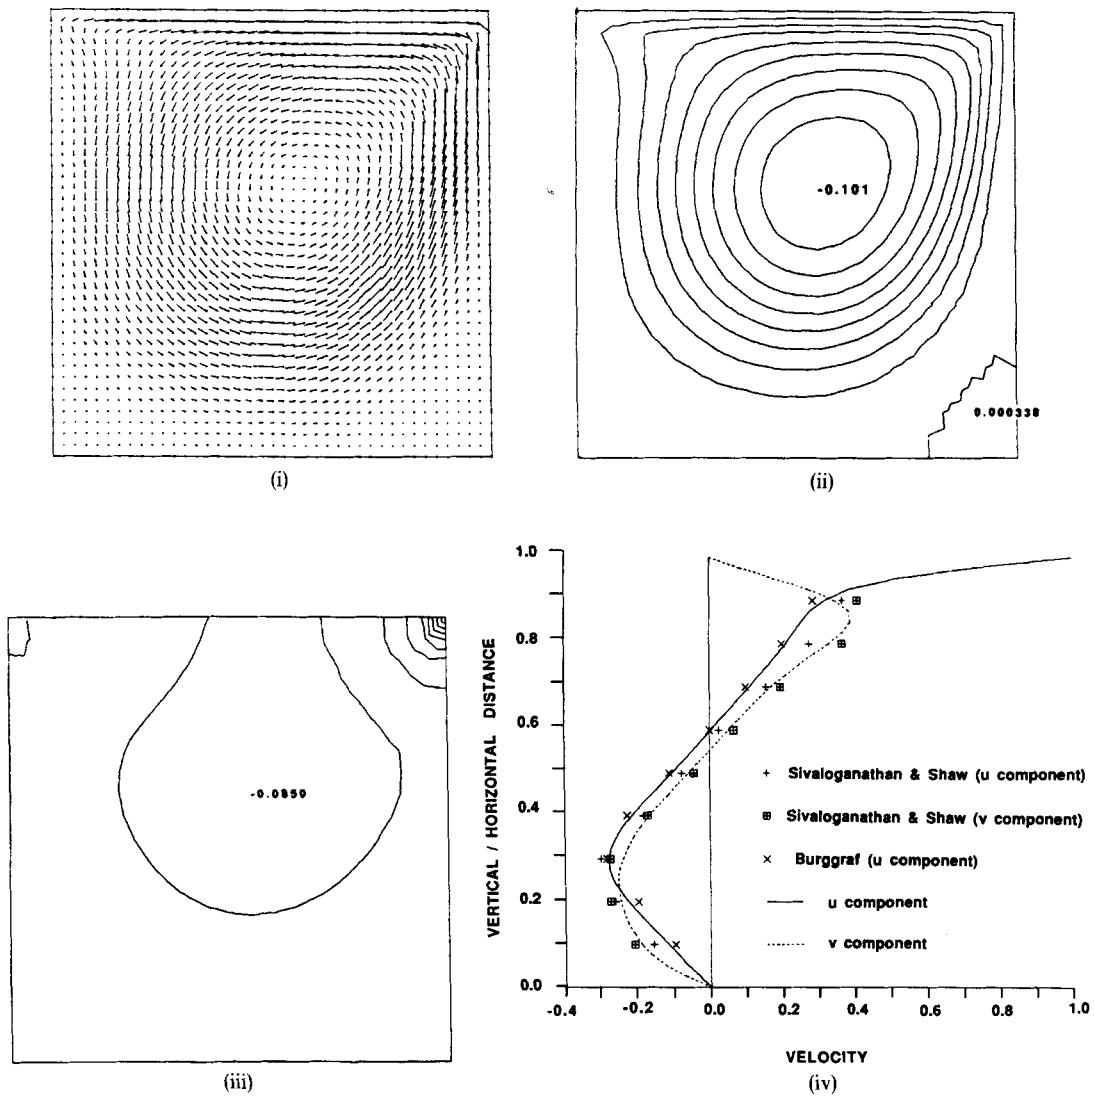 -0.101
0.000338
(i)
(ii)
-0.0850
(iii)
1.0
0.8
0.6
0.4
0.2
0.0
VERTICAL / HORIZONTAL DISTANCE
+ Sivaloganathan & Shaw (u component)
⊞ Sivaloganathan & Shaw (v component)
× Burggraf (u component)
u component
v component
-0.4 -0.2 0.0 0.2 0.4 0.6 0.8 1.0
VELOCITY
(iv)